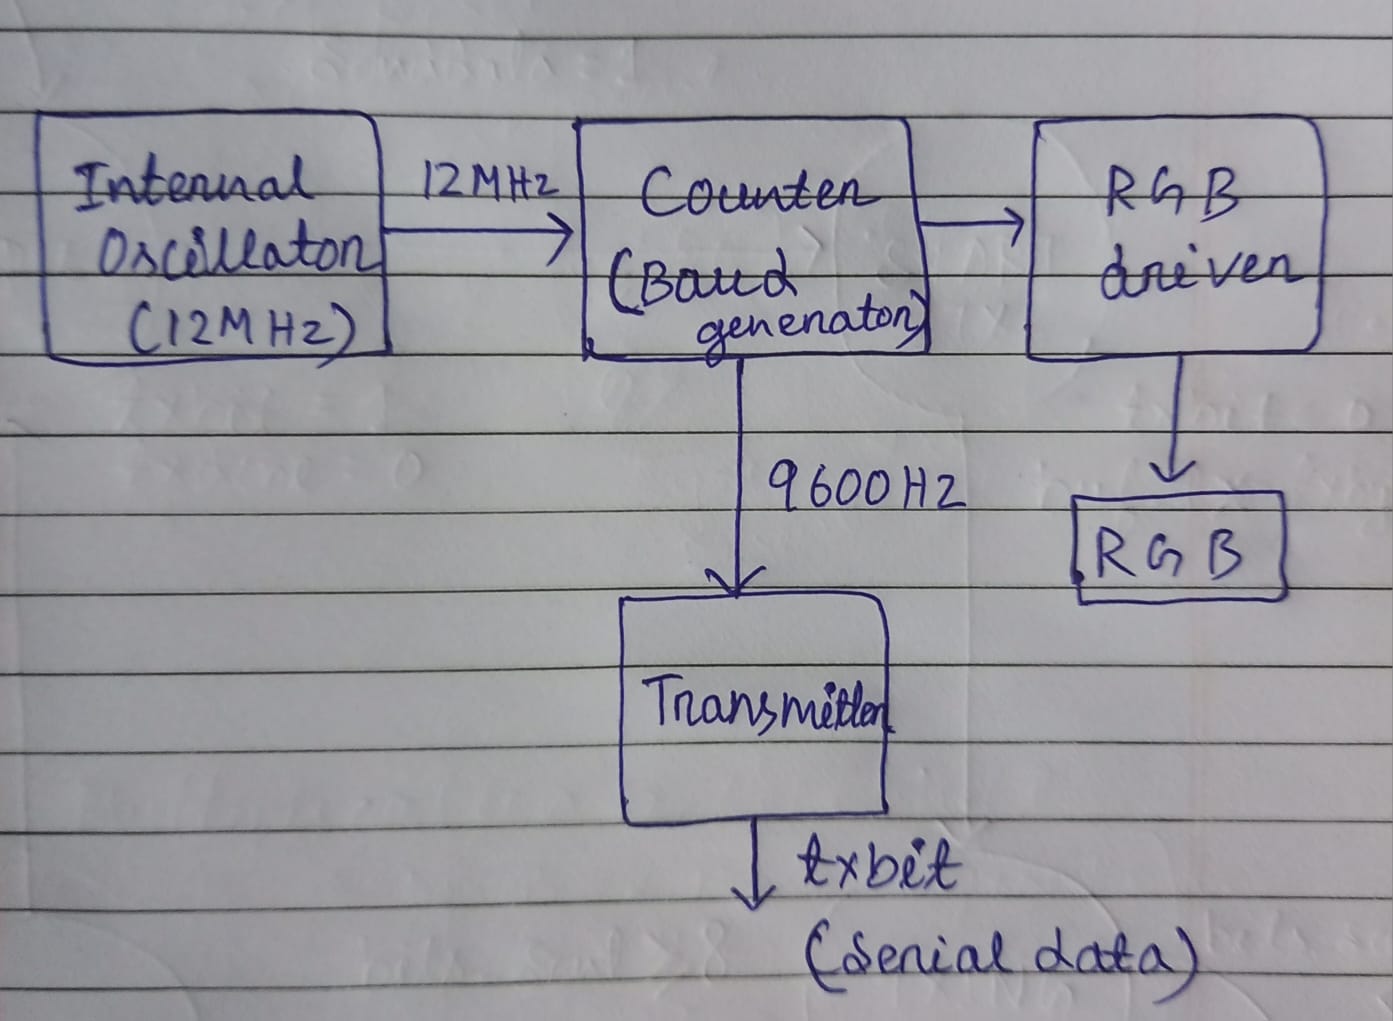 Internal
Oscillator
(12MHz)
12MHz
Counter
(Baud
generator)
RGB
driver
9600Hz
RGB
Transmitter
txbit
(serial data)